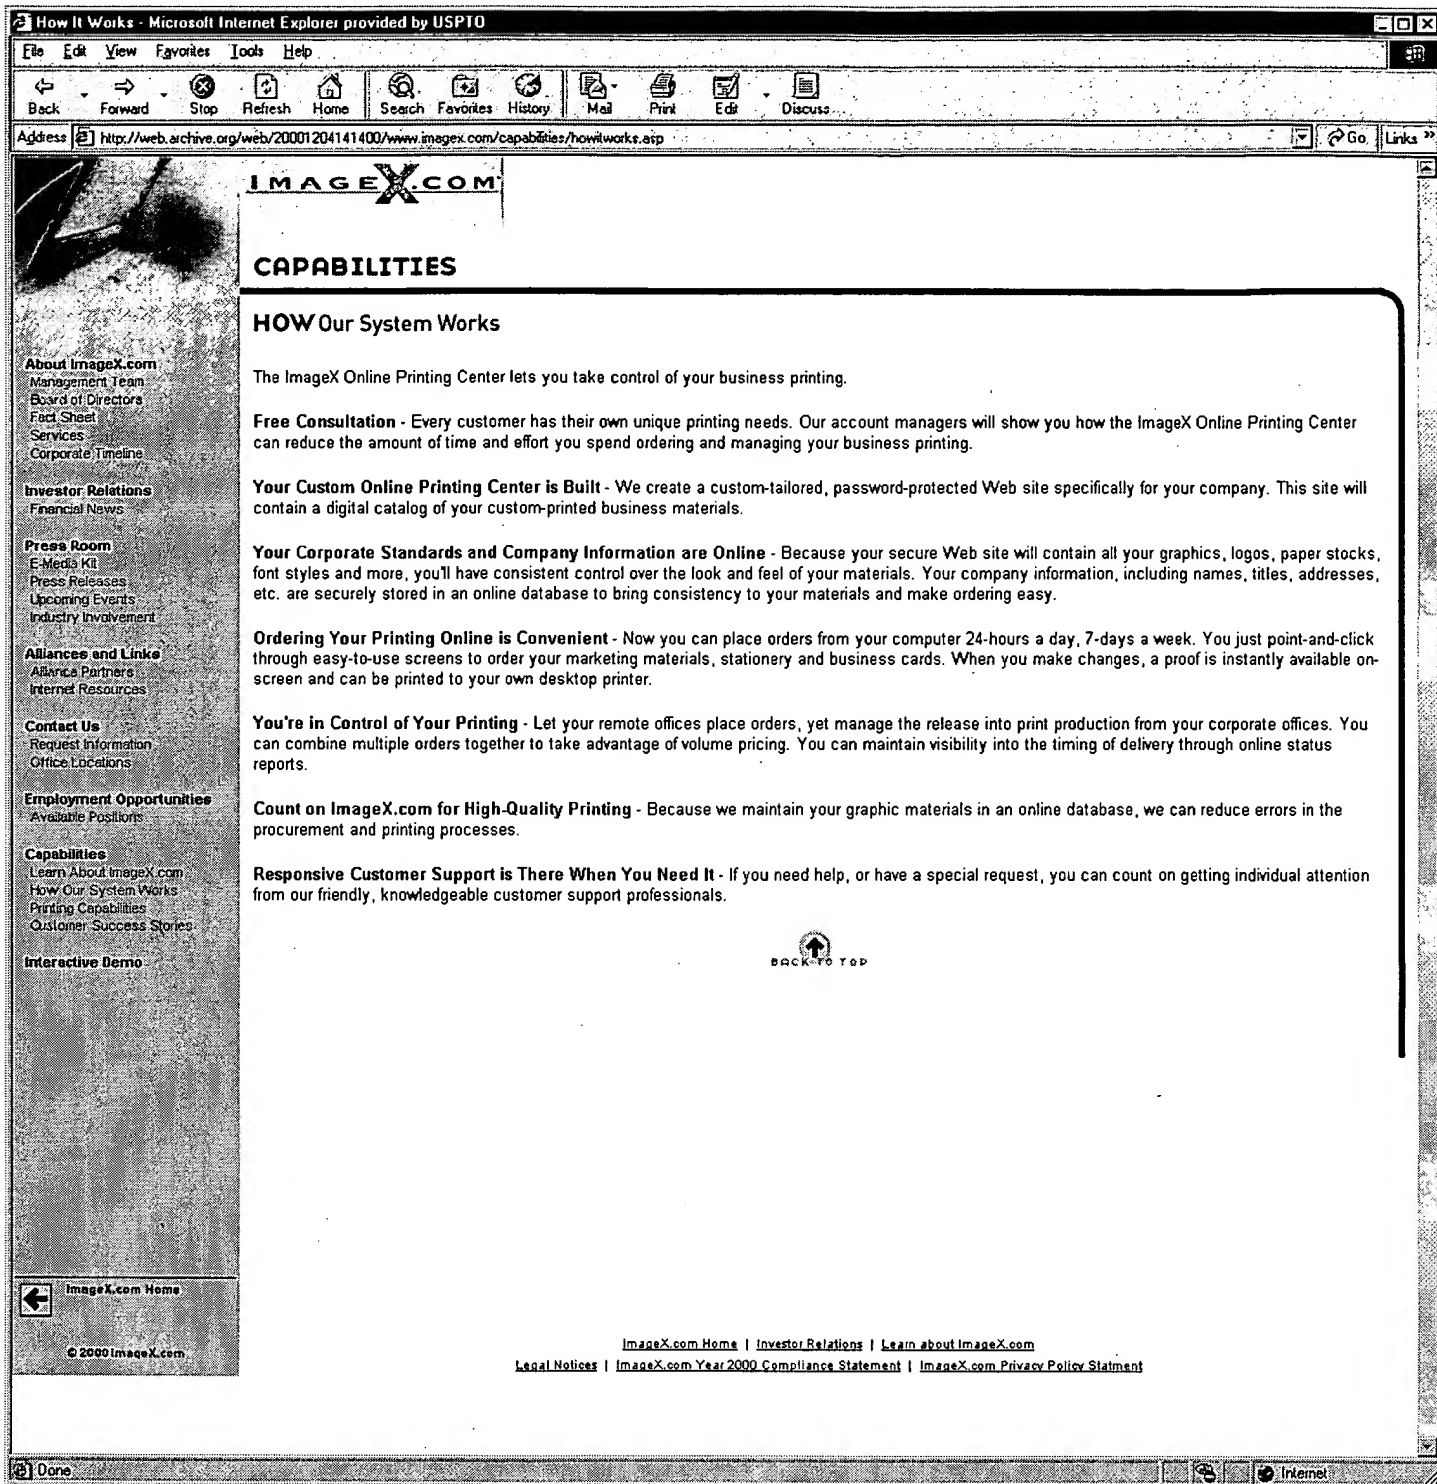 How It Works - Microsoft Internet Explorer provided by USPTO
File Edit View Favorites Tools Help
Back Forward Stop Refresh Home Search Favorites History Mail Print Edit Discuss
Address http://web.archive.org/web/20001204141400/www.imagex.com/capabilities/howitworks.asp Go Links »
IMAGEX.COM
CAPABILITIES
HOW Our System Works
The ImageX Online Printing Center lets you take control of your business printing.
Free Consultation - Every customer has their own unique printing needs. Our account managers will show you how the ImageX Online Printing Center
can reduce the amount of time and effort you spend ordering and managing your business printing.
Your Custom Online Printing Center is Built - We create a custom-tailored, password-protected Web site specifically for your company. This site will
contain a digital catalog of your custom-printed business materials.
Your Corporate Standards and Company Information are Online - Because your secure Web site will contain all your graphics, logos, paper stocks,
font styles and more, you'll have consistent control over the look and feel of your materials. Your company information, including names, titles, addresses,
etc. are securely stored in an online database to bring consistency to your materials and make ordering easy.
Ordering Your Printing Online is Convenient - Now you can place orders from your computer 24-hours a day, 7-days a week. You just point-and-click
through easy-to-use screens to order your marketing materials, stationery and business cards. When you make changes, a proof is instantly available on-
screen and can be printed to your own desktop printer.
You're in Control of Your Printing - Let your remote offices place orders, yet manage the release into print production from your corporate offices. You
can combine multiple orders together to take advantage of volume pricing. You can maintain visibility into the timing of delivery through online status
reports.
Count on ImageX.com for High-Quality Printing - Because we maintain your graphic materials in an online database, we can reduce errors in the
procurement and printing processes.
Responsive Customer Support is There When You Need It - If you need help, or have a special request, you can count on getting individual attention
from our friendly, knowledgeable customer support professionals.
BACK TO TOP
About ImageX.com
Management Team
Board of Directors
Fact Sheet
Services
Corporate Timeline
Investor Relations
Financial News
Press Room
E-Media Kit
Press Releases
Upcoming Events
Industry Involvement
Alliances and Links
Alliance Partners
Internet Resources
Contact Us
Request Information
Office Locations
Employment Opportunities
Available Positions
Capabilities
Learn About ImageX.com
How Our System Works
Printing Capabilities
Customer Success Stories
Interactive Demo
ImageX.com Home
© 2000 ImageX.com
ImageX.com Home | Investor Relations | Learn about ImageX.com
Legal Notices | ImageX.com Year 2000 Compliance Statement | ImageX.com Privacy Policy Statment
Done Internet